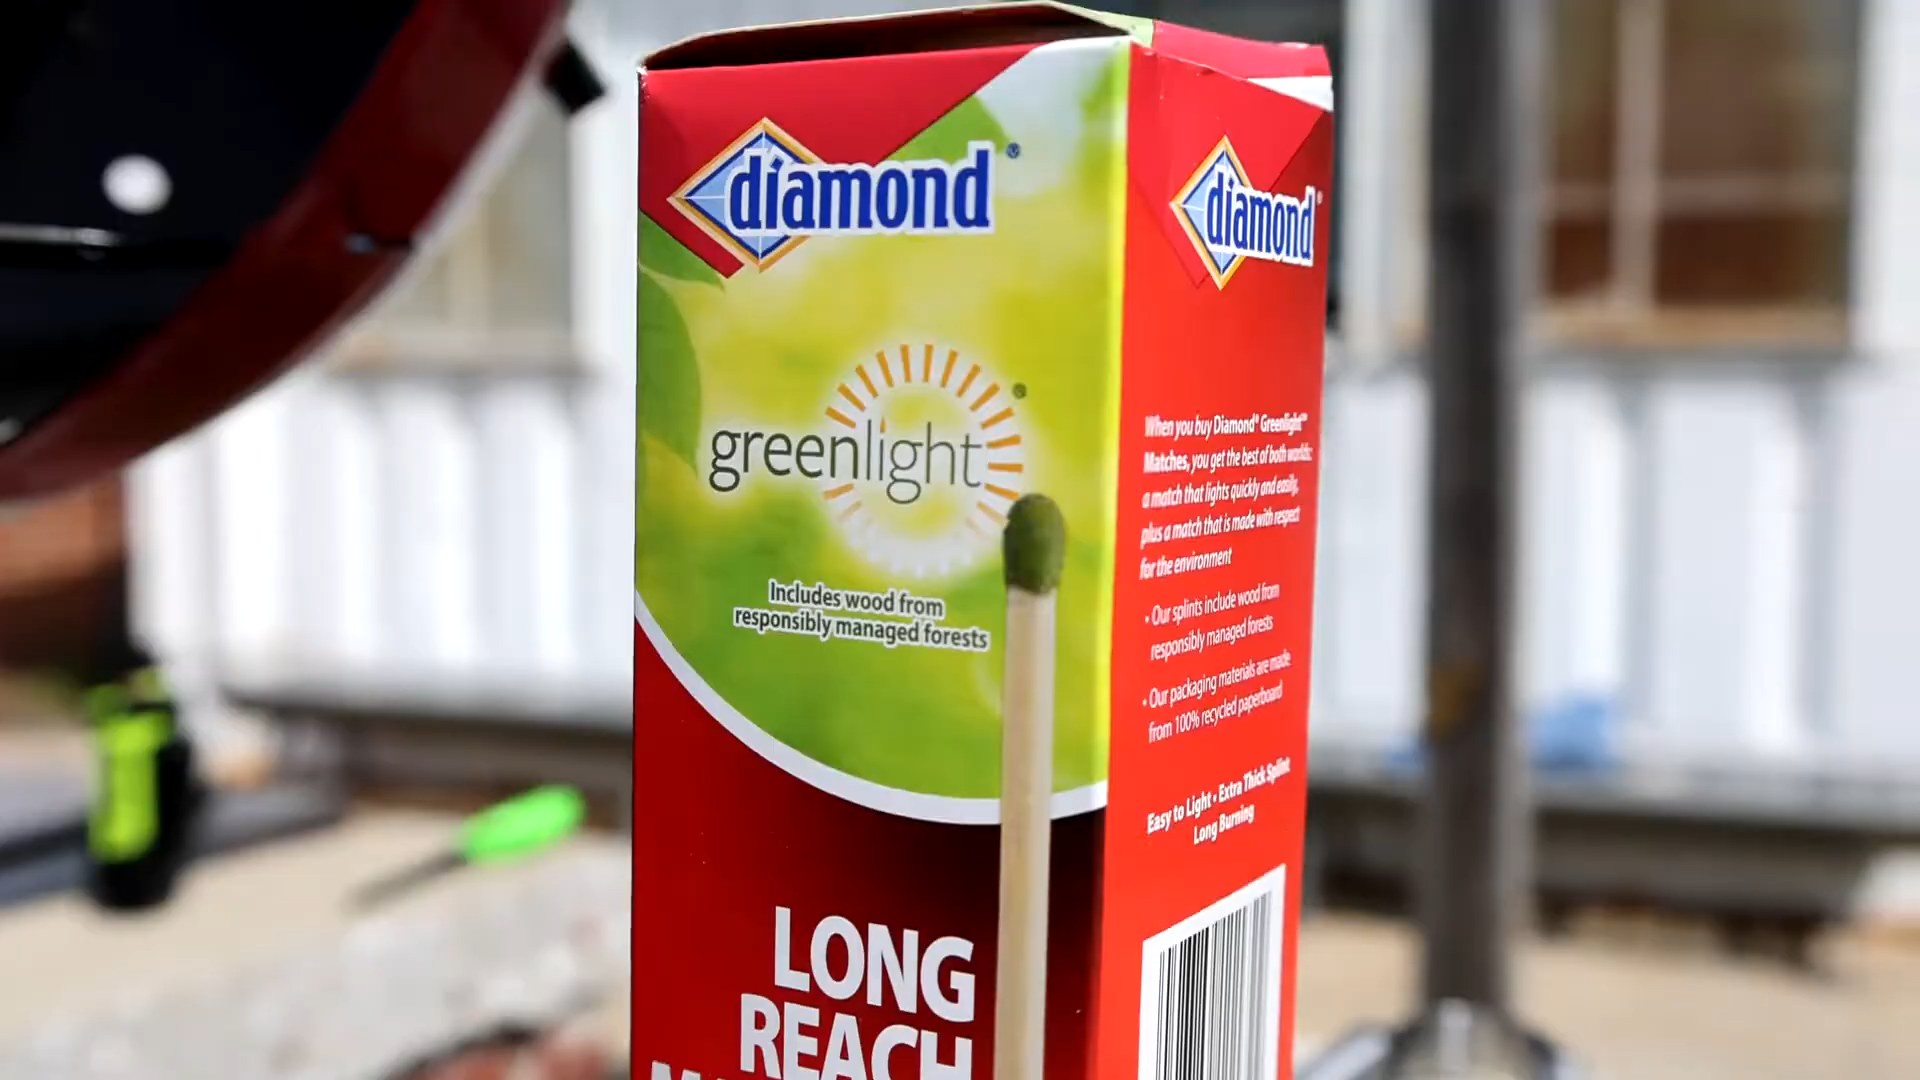 diamond®
greenlight®
Includes wood from
responsibly managed forests
LONG
REACH
diamond®
When you buy Diamond® Greenlight™
Matches, you get the best of both worlds:
a match that lights quickly and easily,
plus a match that is made with respect
for the environment
• Our splints include wood from
responsibly managed forests
• Our packaging materials are made
from 100% recycled paperboard
Easy to Light • Extra Thick Splint
Long Burning